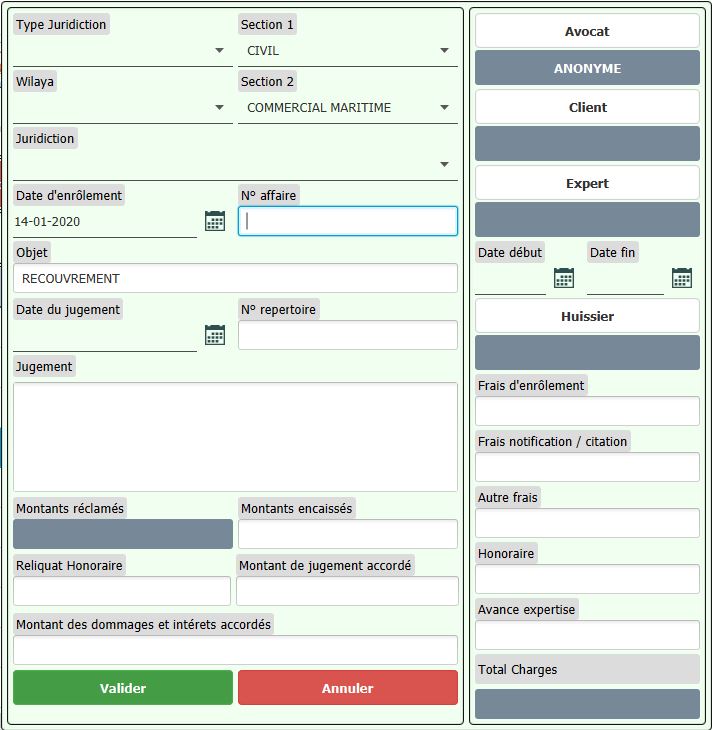 Type Juridiction
Section 1
CIVIL
Wilaya
Section 2
COMMERCIAL MARITIME
Juridiction
Date d'enrôlement
N° affaire
14-01-2020
Objet
RECOUVREMENT
Date du jugement
N° repertoire
Jugement
Montants réclamés
Montants encaissés
Reliquat Honoraire
Montant de jugement accordé
Montant des dommages et intérets accordés
Valider
Annuler
Avocat
ANONYME
Client
Expert
Date début
Date fin
Huissier
Frais d'enrôlement
Frais notification / citation
Autre frais
Honoraire
Avance expertise
Total Charges